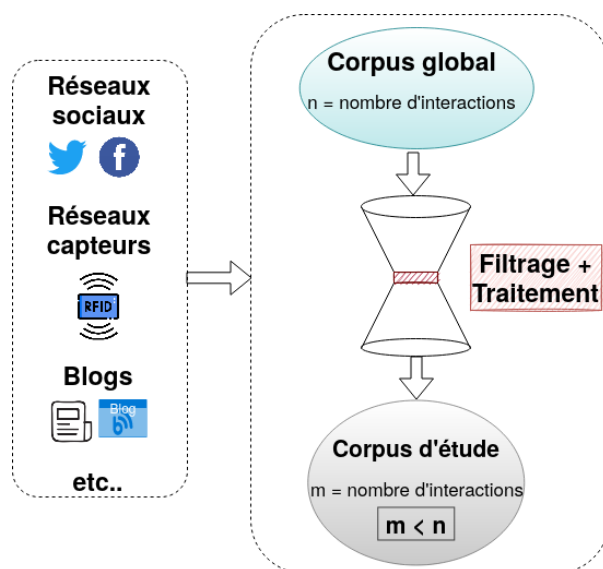 Réseaux
sociaux
Réseaux
capteurs
RFID
Blogs
Blog
etc..
Corpus global
n = nombre d'interactions
Filtrage +
Traitement
Corpus d'étude
m = nombre d'interactions
m < n